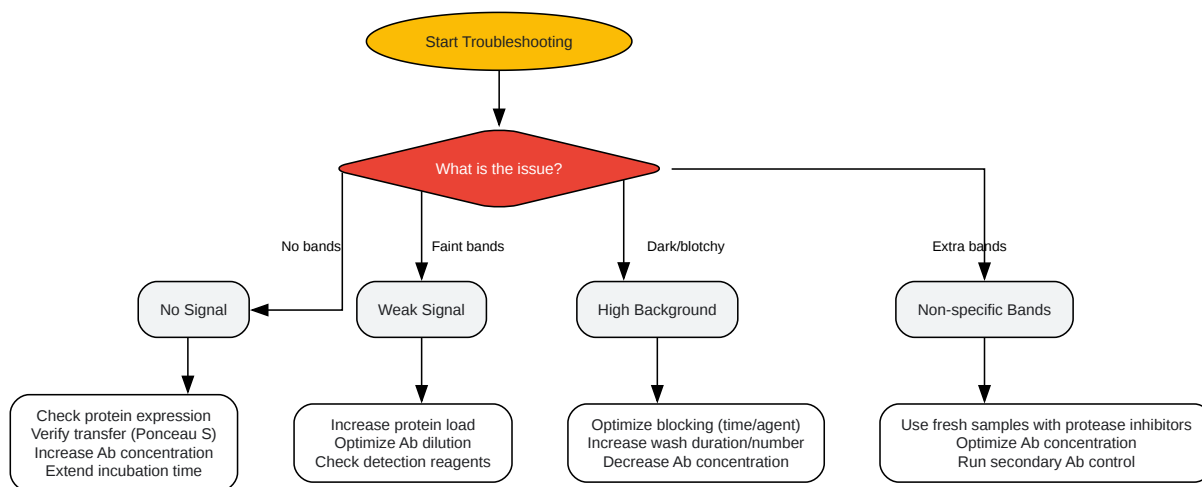 Start Troubleshooting
What is the issue?
No bands
Faint bands
Dark/blotchy
Extra bands
No Signal
Weak Signal
High Background
Non-specific Bands
Check protein expression
Verify transfer (Ponceau S)
Increase Ab concentration
Extend incubation time
Increase protein load
Optimize Ab dilution
Check detection reagents
Optimize blocking (time/agent)
Increase wash duration/number
Decrease Ab concentration
Use fresh samples with protease inhibitors
Optimize Ab concentration
Run secondary Ab control